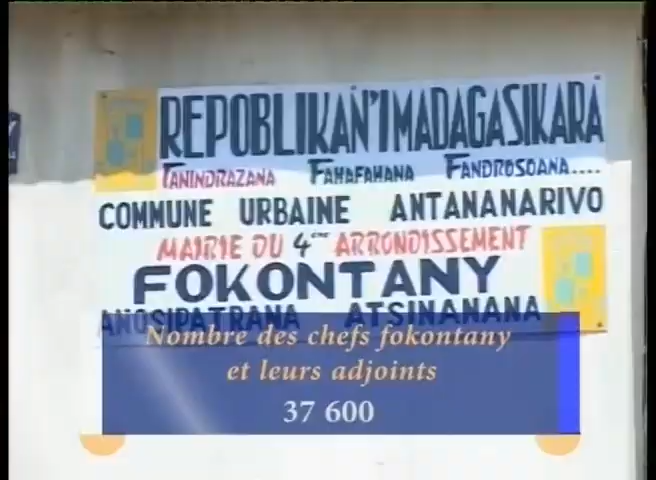 REPOBLIKAN'I MADAGASIKARA
TANINDRAZANA FAHAFAHANA FANDROSOANA....
COMMUNE URBAINE ANTANANARIVO
MAIRIE DU 4ème ARRONDISSEMENT
FOKONTANY
ANOSIPATRANA ATSINANANA
Nombre des chefs fokontany
et leurs adjoints
37 600